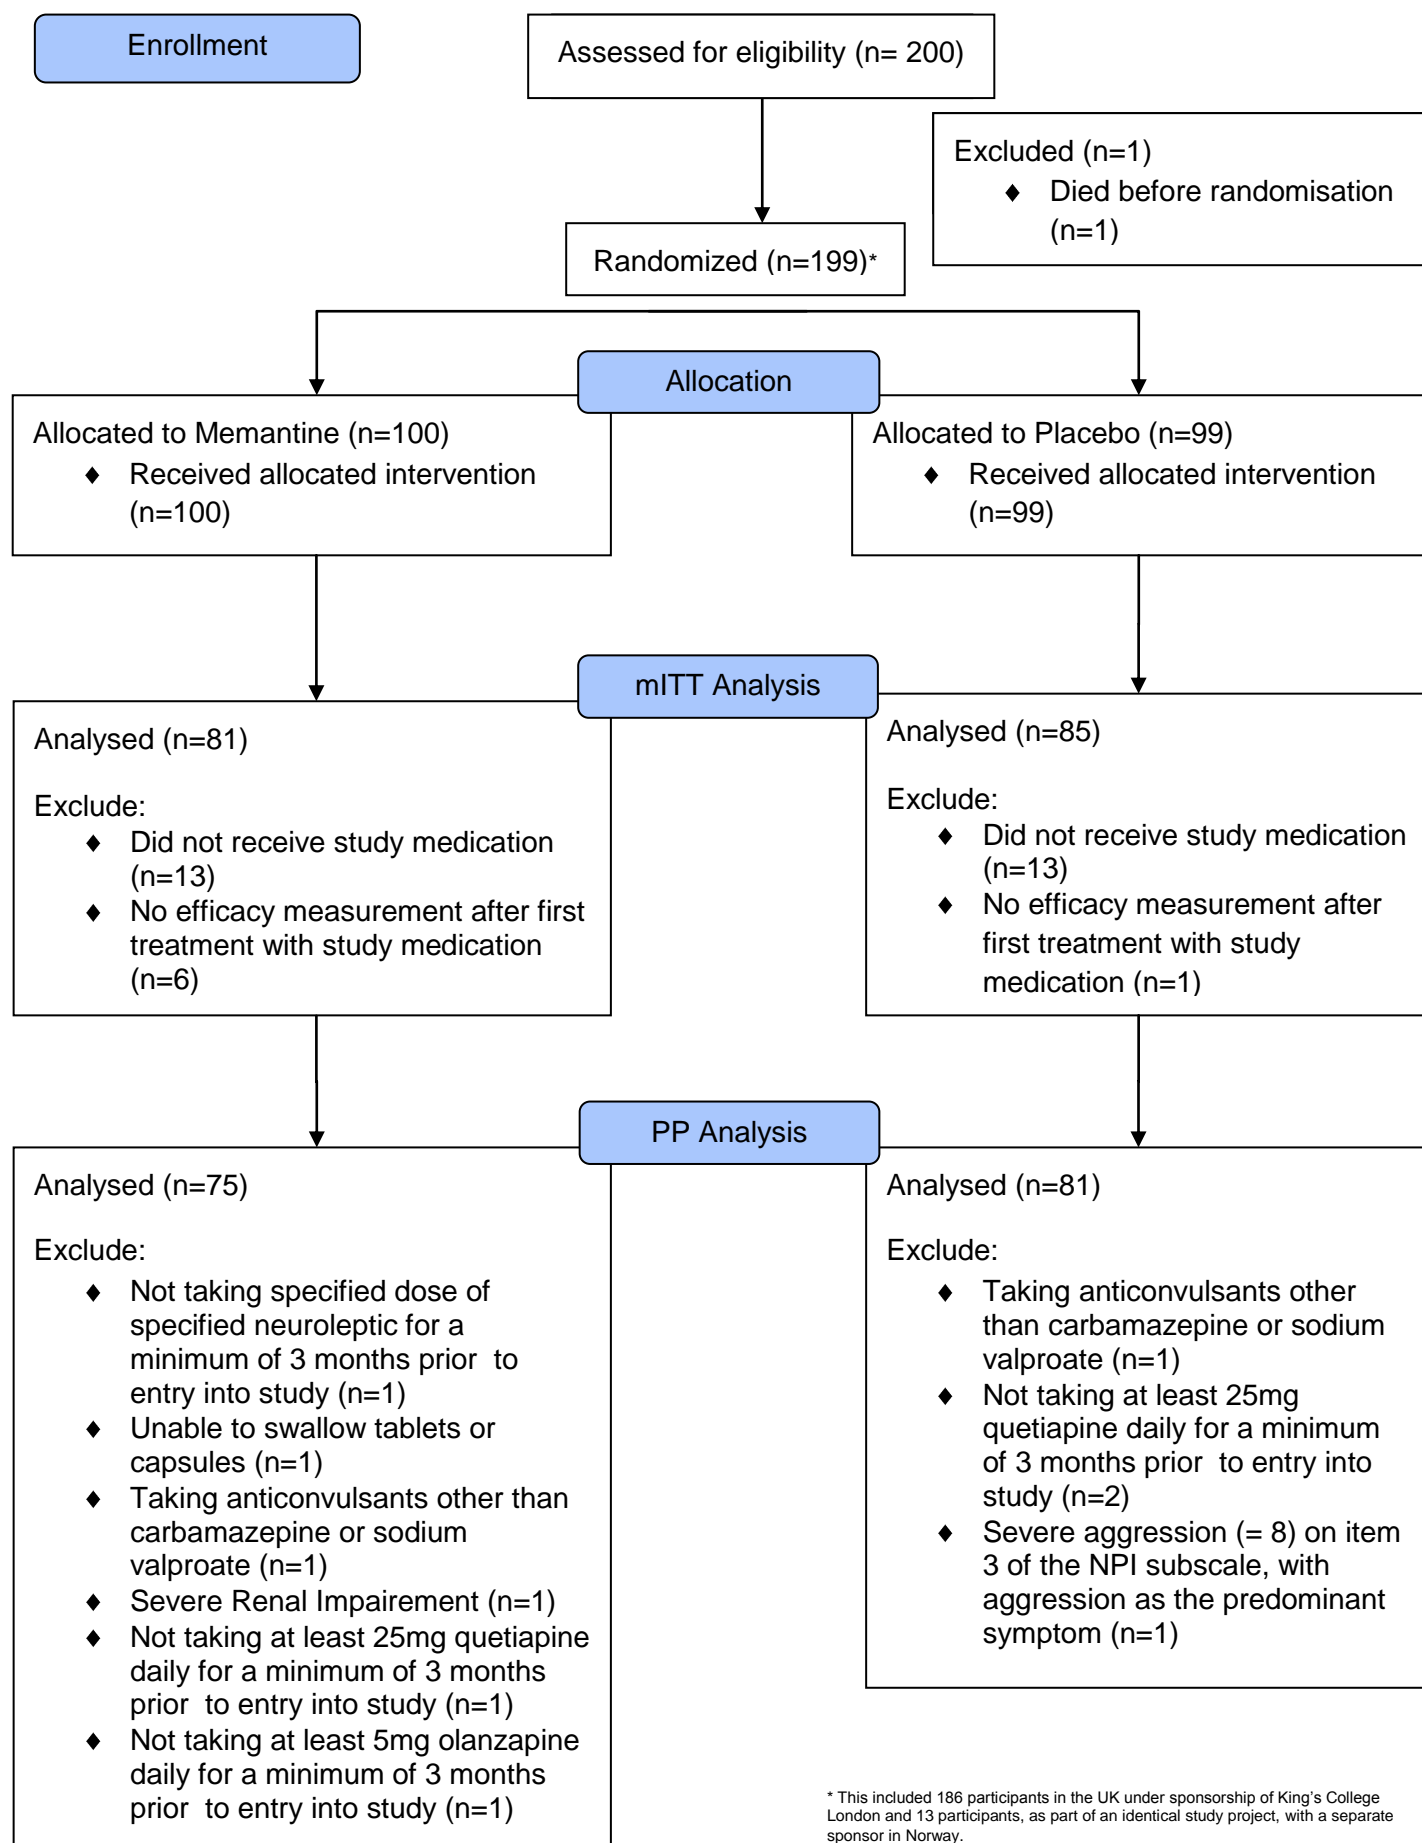 Enrollment
Assessed for eligibility (n= 200)
Excluded (n=1)
♦ Died before randomisation
(n=1)
Randomized (n=199)*
Allocation
Allocated to Memantine (n=100)
♦ Received allocated intervention
(n=100)
Allocated to Placebo (n=99)
♦ Received allocated intervention
(n=99)
mITT Analysis
Analysed (n=81)
Exclude:
♦ Did not receive study medication
(n=13)
♦ No efficacy measurement after first
treatment with study medication
(n=6)
Analysed (n=85)
Exclude:
♦ Did not receive study medication
(n=13)
♦ No efficacy measurement after
first treatment with study
medication (n=1)
PP Analysis
Analysed (n=75)
Exclude:
♦ Not taking specified dose of
specified neuroleptic for a
minimum of 3 months prior  to
entry into study (n=1)
♦ Unable to swallow tablets or
capsules (n=1)
♦ Taking anticonvulsants other than
carbamazepine or sodium
valproate (n=1)
♦ Severe Renal Impairement (n=1)
♦ Not taking at least 25mg quetiapine
daily for a minimum of 3 months
prior  to entry into study (n=1)
♦ Not taking at least 5mg olanzapine
daily for a minimum of 3 months
prior  to entry into study (n=1)
Analysed (n=81)
Exclude:
♦ Taking anticonvulsants other
than carbamazepine or sodium
valproate (n=1)
♦ Not taking at least 25mg
quetiapine daily for a minimum
of 3 months prior  to entry into
study (n=2)
♦ Severe aggression (= 8) on item
3 of the NPI subscale, with
aggression as the predominant
symptom (n=1)
* This included 186 participants in the UK under sponsorship of King's College
London and 13 participants, as part of an identical study project, with a separate
sponsor in Norway.